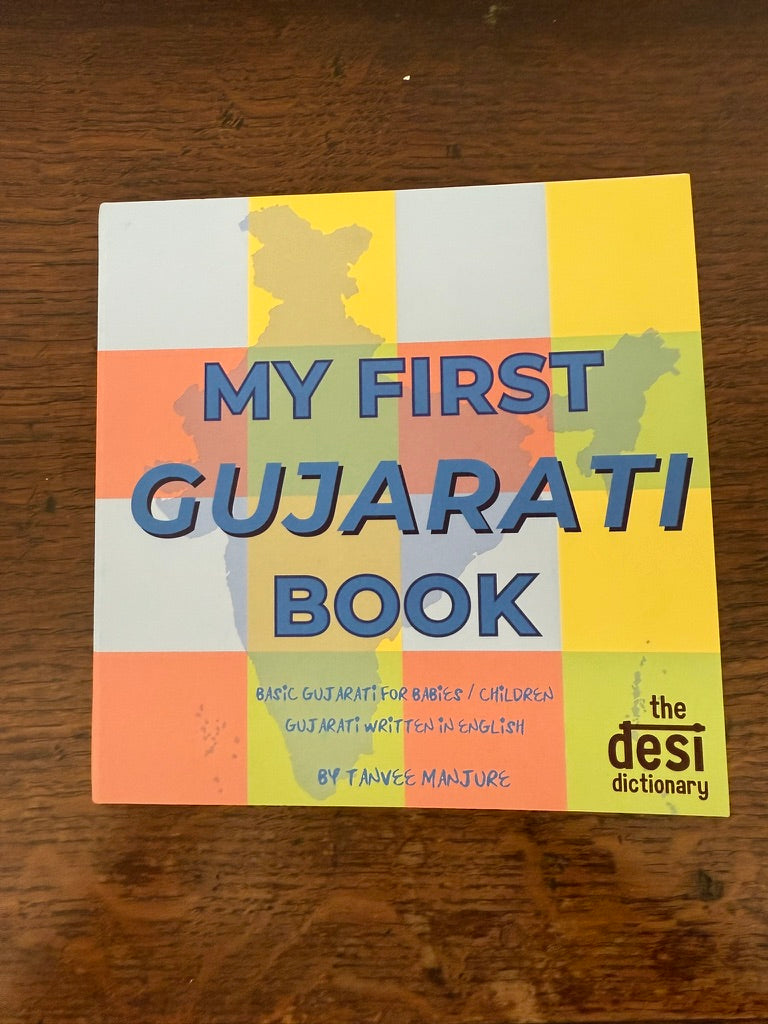 MY FIRST
GUJARATI
BOOK
BASIC GUJARATI FOR BABIES / CHILDREN
GUJARATI WRITTEN IN ENGLISH
BY TANVEE MANJURE
the
desi
dictionary